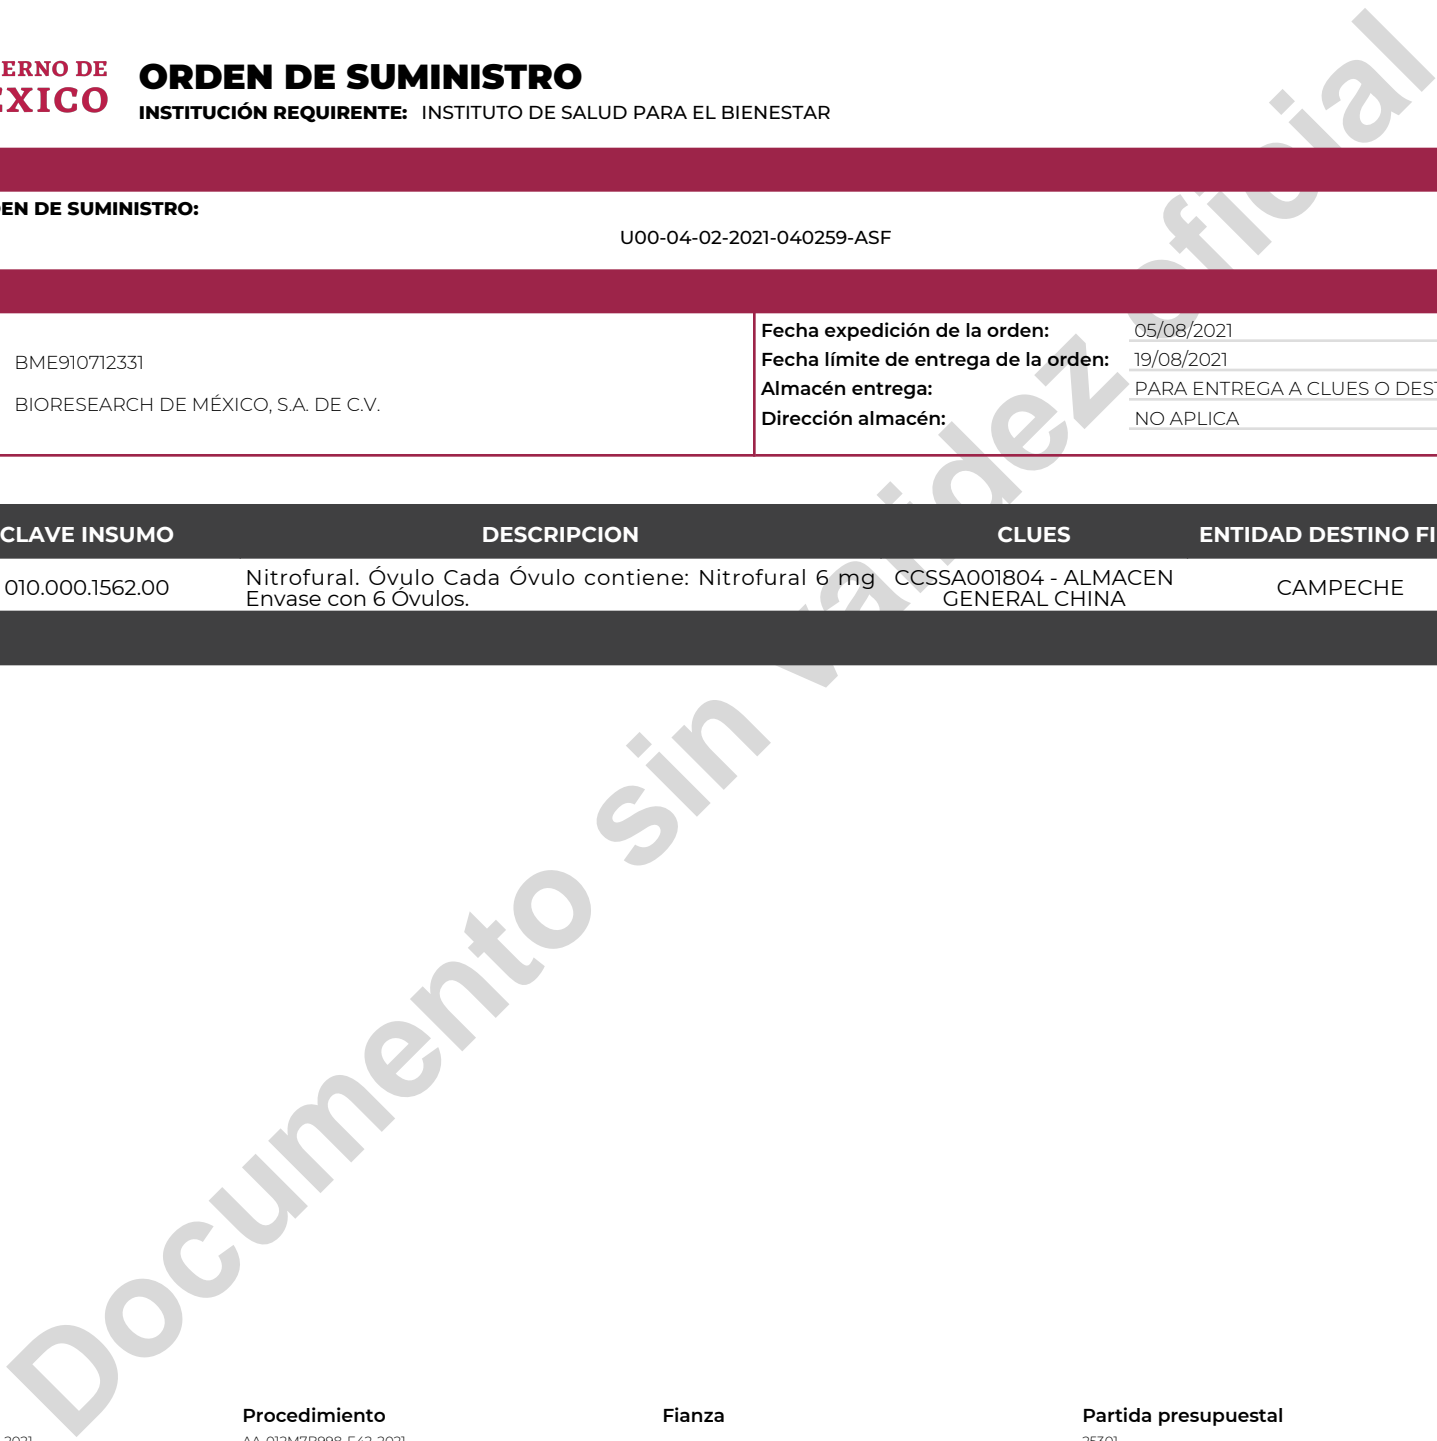 ERNO DE
XICO
ORDEN DE SUMINISTRO
INSTITUCIÓN REQUIRENTE: INSTITUTO DE SALUD PARA EL BIENESTAR
EN DE SUMINISTRO:
U00-04-02-2021-040259-ASF
BME910712331
BIORESEARCH DE MÉXICO, S.A. DE C.V.
Fecha expedición de la orden: 05/08/2021
Fecha límite de entrega de la orden: 19/08/2021
Almacén entrega: PARA ENTREGA A CLUES O DEST
Dirección almacén: NO APLICA
CLAVE INSUMO DESCRIPCION CLUES ENTIDAD DESTINO FI
010.000.1562.00
Nitrofural. Óvulo Cada Óvulo contiene: Nitrofural 6 mg
Envase con 6 Óvulos.
CCSSA001804 - ALMACEN
GENERAL CHINA
CAMPECHE
Documento sin validez oficial
Procedimiento Fianza Partida presupuestal